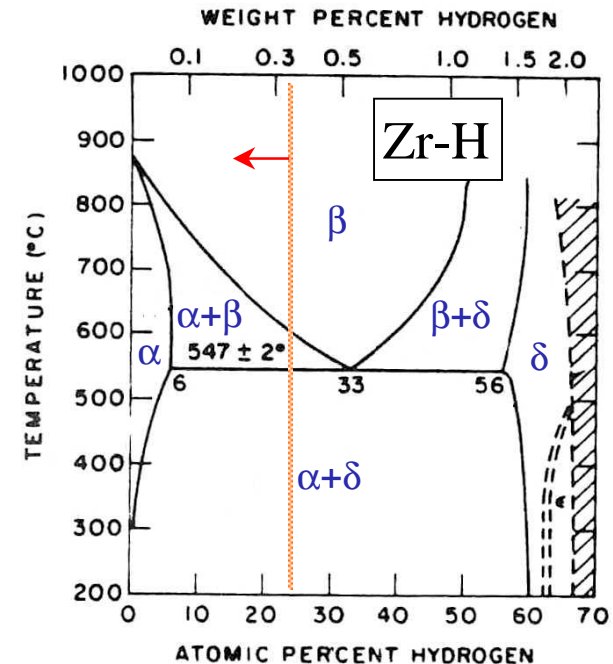 WEIGHT PERCENT HYDROGEN
0.1 0.3 0.5 1.0 1.5 2.0
1000
900
800
700
600
500
400
300
200
TEMPERATURE (°C)
Zr-H
β
α+β
β+δ
α
547 ± 2°
δ
6 33 56
α+δ
ϵ
0 10 20 30 40 50 60 70
ATOMIC PERCENT HYDROGEN